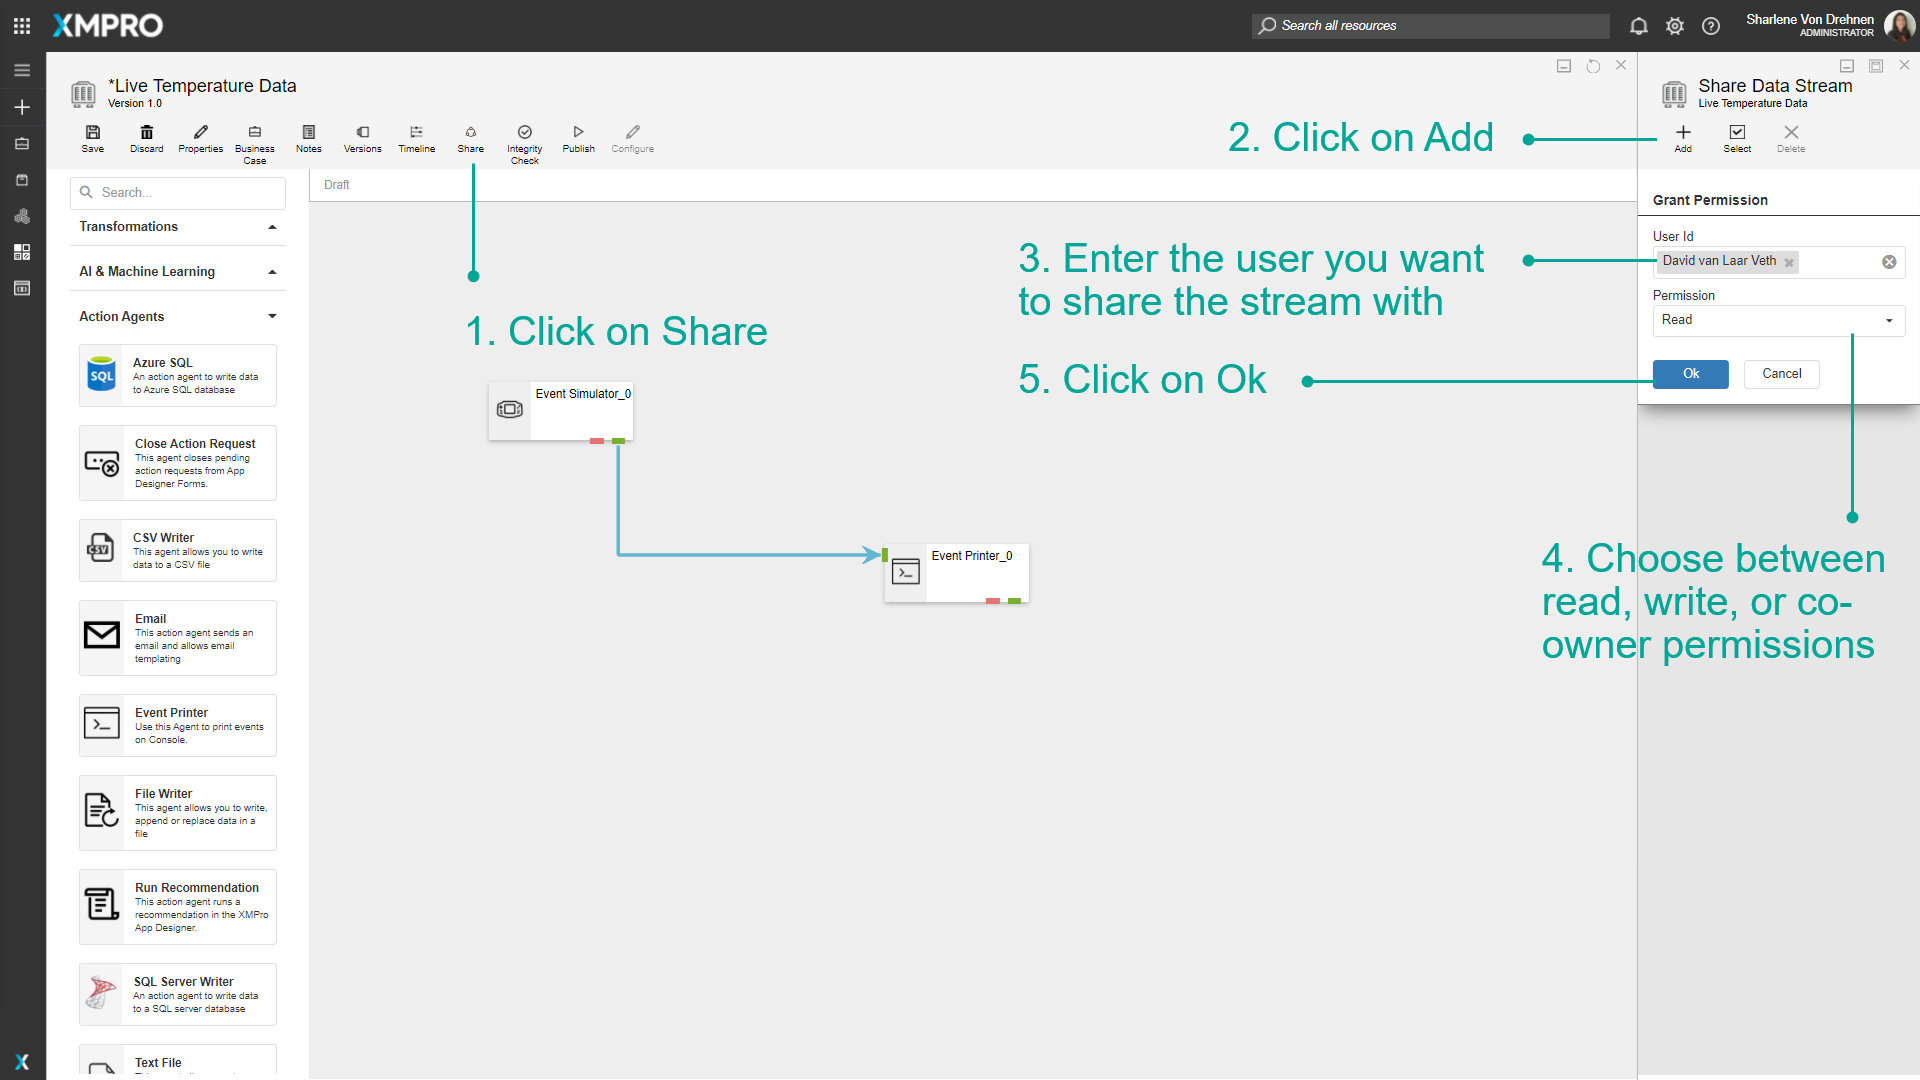 XMPRO
Search all resources
Sharlene Von Drehnen
ADMINISTRATOR
*Live Temperature Data
Version 1.0
Save
Discard
Properties
Business
Case
Notes
Versions
Timeline
Share
Integrity
Check
Publish
Configure
Share Data Stream
Live Temperature Data
Add
Select
Delete
2. Click on Add
Search...
Draft
Transformations
AI & Machine Learning
Action Agents
Azure SQL
An action agent to write data
to Azure SQL database
SQL
Close Action Request
This agent closes pending
action requests from App
Designer Forms.
CSV Writer
This agent allows you to write
data to a CSV file
CSV
Email
This action agent sends an
email and allows email
templating
Event Printer
Use this Agent to print events
on Console.
File Writer
This agent allows you to write,
append or replace data in a
file
Run Recommendation
This action agent runs a
recommendation in the XMPro
App Designer.
SQL Server Writer
An action agent to write data
to a SQL server database
Text File
1. Click on Share
Event Simulator_0
Event Printer_0
3. Enter the user you want
to share the stream with
5. Click on Ok
Grant Permission
User Id
David van Laar Veth
Permission
Read
Ok
Cancel
4. Choose between
read, write, or co-
owner permissions